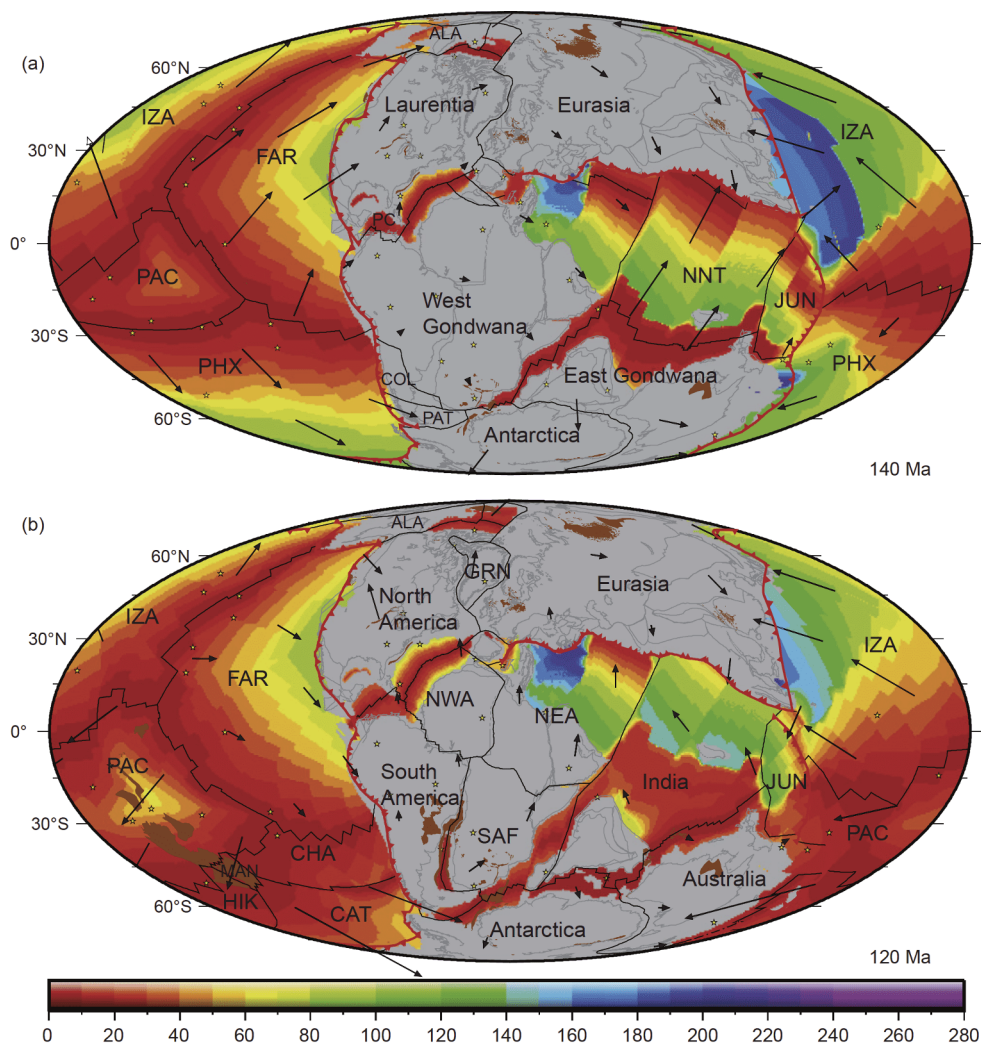 (a)
ALA
60°N
IZA
Laurentia
Eurasia
IZA
30°N
FAR
PC
0°
PAC
NNT
JUN
West
Gondwana
30°S
PHX
PHX
COL
East Gondwana
60°S
PAT
Antarctica
140 Ma
(b)
ALA
60°N
GRN
Eurasia
IZA
North
America
30°N
IZA
FAR
NWA
NEA
0°
PAC
South
America
India
JUN
30°S
SAF
PAC
CHA
MAN
Australia
HIK
CAT
60°S
Antarctica
120 Ma
0 20 40 60 80 100 120 140 160 180 200 220 240 260 280